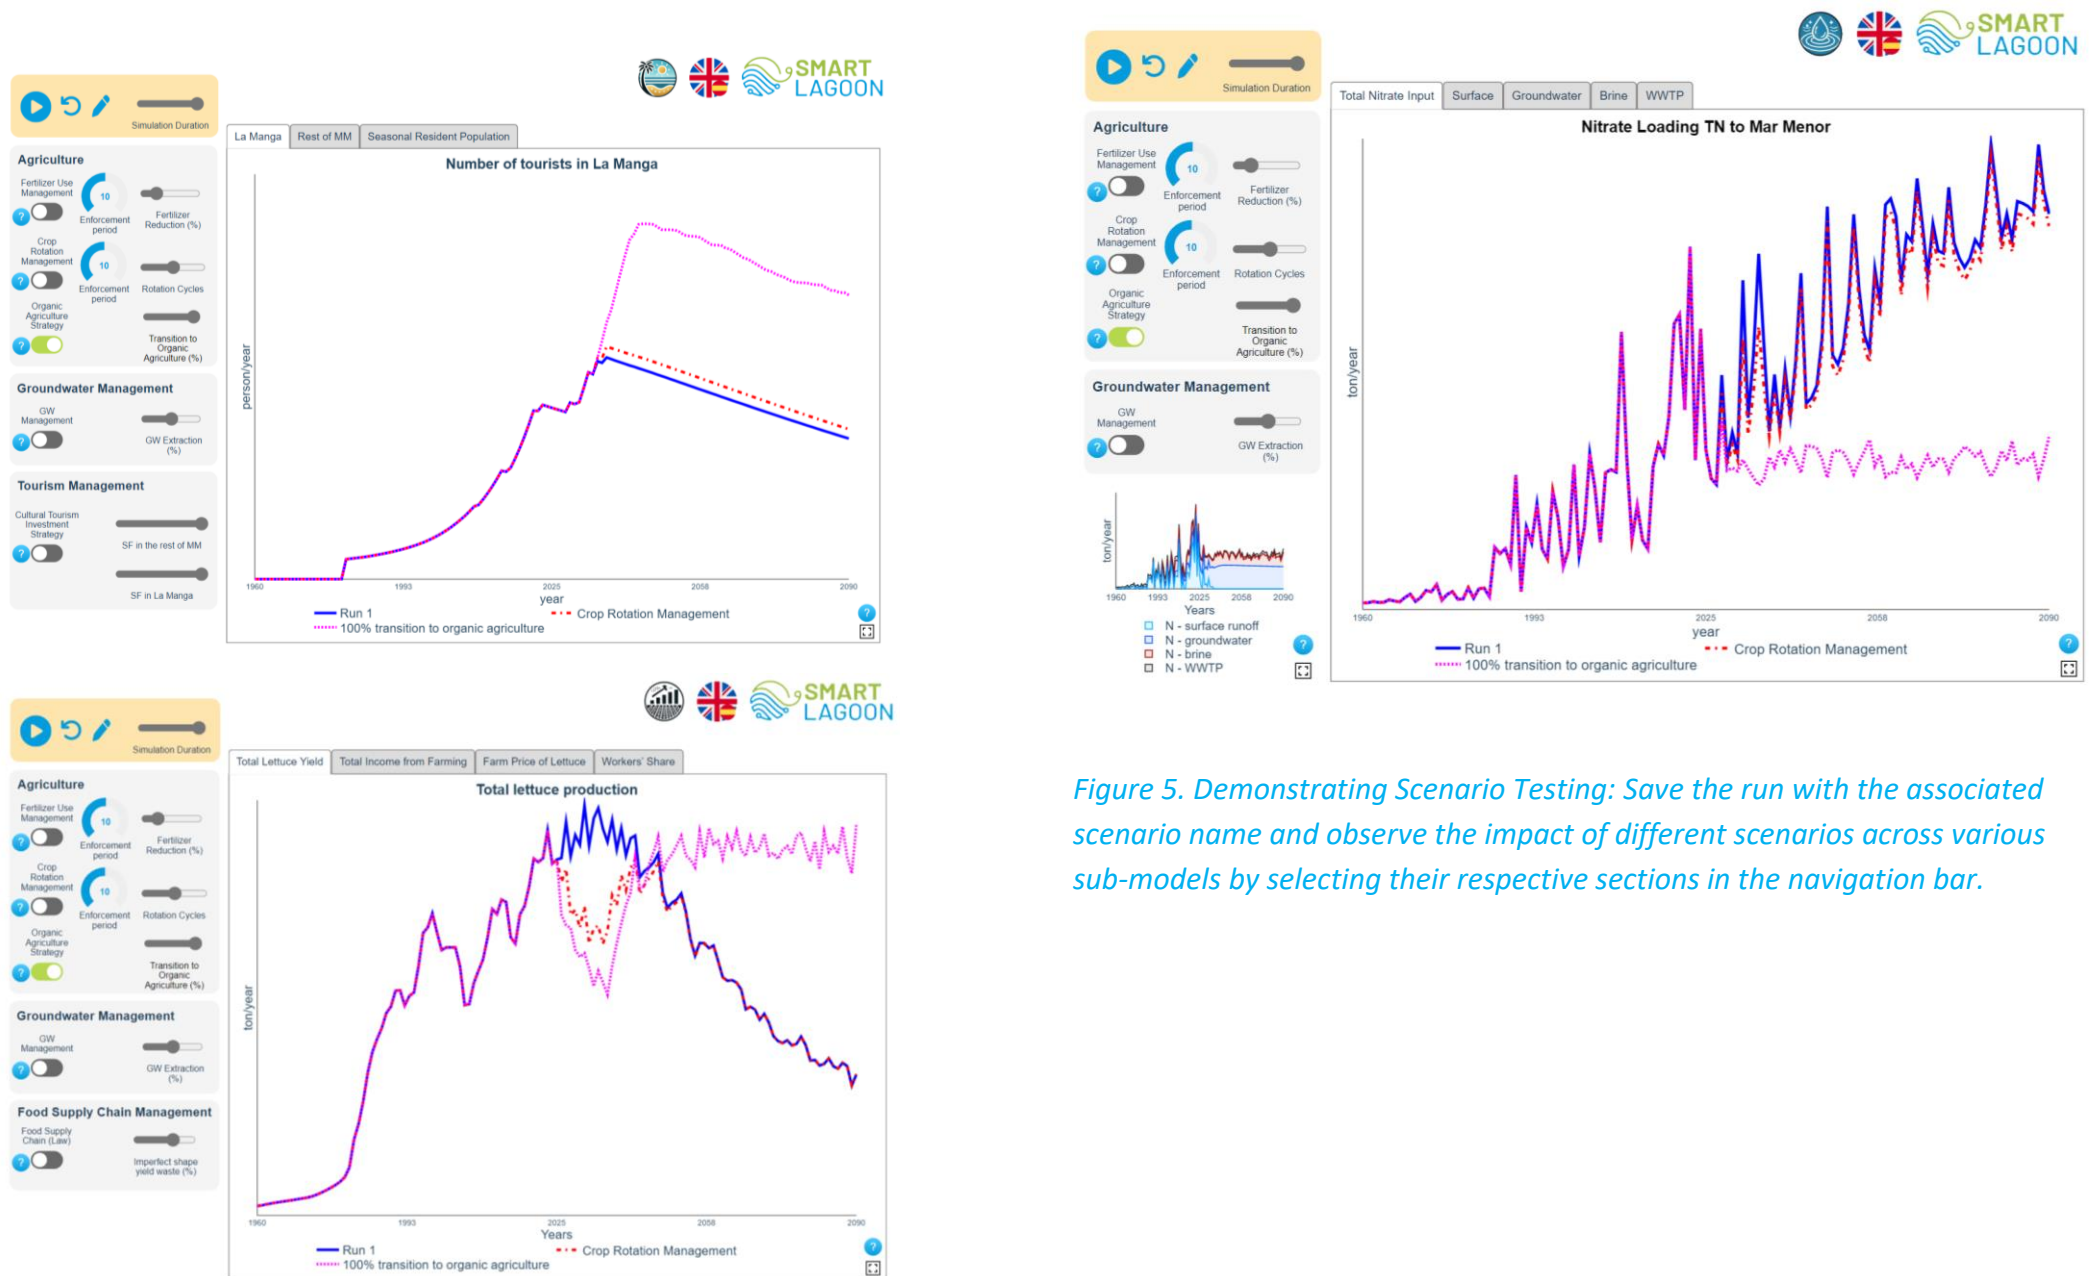 SMART
LAGOON
Simulation Duration
Agriculture
Fertilizer Use
Management
10
Enforcement
period
Fertilizer
Reduction (%)
?
Crop
Rotation
Management
10
Enforcement
period
Rotation Cycles
?
Organic
Agriculture
Strategy
Transition to
Organic
Agriculture (%)
?
Groundwater Management
GW
Management
GW Extraction
(%)
?
Tourism Management
Cultural Tourism
Investment
Strategy
SF in the rest of MM
?
SF in La Manga
La Manga
Rest of MM
Seasonal Resident Population
Number of tourists in La Manga
person/year
1960
1993
2025
2058
2090
year
Run 1
Crop Rotation Management
100% transition to organic agriculture
?
SMART
LAGOON
Simulation Duration
Agriculture
Fertilizer Use
Management
10
Enforcement
period
Fertilizer
Reduction (%)
?
Crop
Rotation
Management
10
Enforcement
period
Rotation Cycles
?
Organic
Agriculture
Strategy
Transition to
Organic
Agriculture (%)
?
Groundwater Management
GW
Management
GW Extraction
(%)
?
ton/year
1960
1993
2025
2058
2090
Years
N - surface runoff
N - groundwater
N - brine
N - WWTP
?
Total Nitrate Input
Surface
Groundwater
Brine
WWTP
Nitrate Loading TN to Mar Menor
ton/year
1960
1993
2025
2058
2090
year
Run 1
Crop Rotation Management
100% transition to organic agriculture
?
SMART
LAGOON
Simulation Duration
Agriculture
Fertilizer Use
Management
10
Enforcement
period
Fertilizer
Reduction (%)
?
Crop
Rotation
Management
10
Enforcement
period
Rotation Cycles
?
Organic
Agriculture
Strategy
Transition to
Organic
Agriculture (%)
?
Groundwater Management
GW
Management
GW Extraction
(%)
?
Food Supply Chain Management
Food Supply
Chain (Law)
Imperfect shape
yield waste (%)
?
Total Lettuce Yield
Total Income from Farming
Farm Price of Lettuce
Workers' Share
Total lettuce production
ton/year
1960
1993
2025
2058
2090
Years
Run 1
Crop Rotation Management
100% transition to organic agriculture
?
Figure 5. Demonstrating Scenario Testing: Save the run with the associated
scenario name and observe the impact of different scenarios across various
sub-models by selecting their respective sections in the navigation bar.